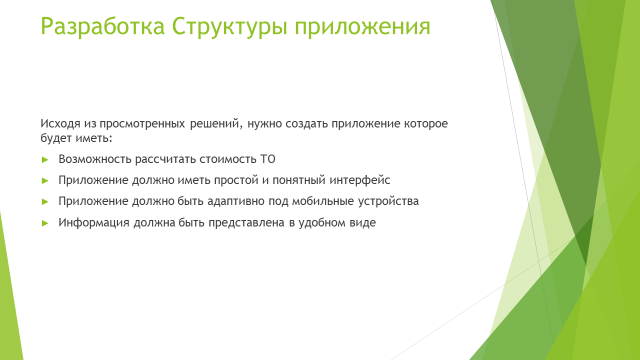 Разработка Структуры приложения
Исходя из просмотренных решений, нужно создать приложение которое
будет иметь:
Возможность рассчитать стоимость ТО
Приложение должно иметь простой и понятный интерфейс
Приложение должно быть адаптивно под мобильные устройства
Информация должна быть представлена в удобном виде